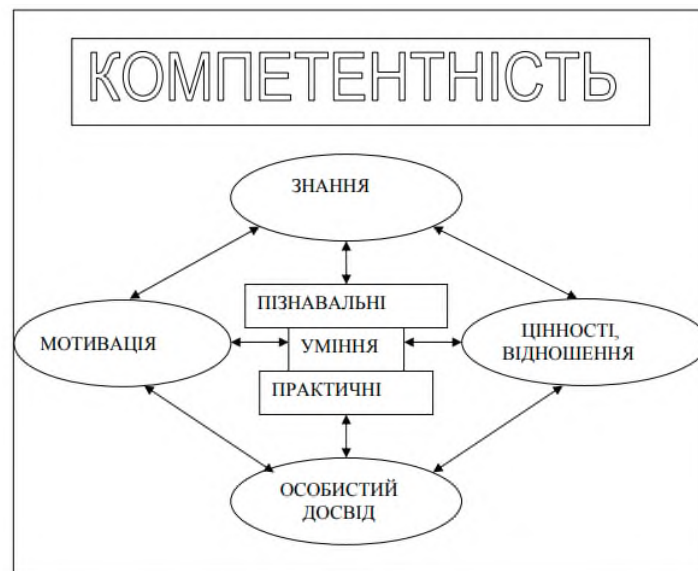 КОМПЕТЕНТНІСТЬ
ЗНАННЯ
ПІЗНАВАЛЬНІ
МОТИВАЦІЯ
УМІННЯ
ЦІННОСТІ,
ВІДНОШЕННЯ
ПРАКТИЧНІ
ОСОБИСТИЙ
ДОСВІД